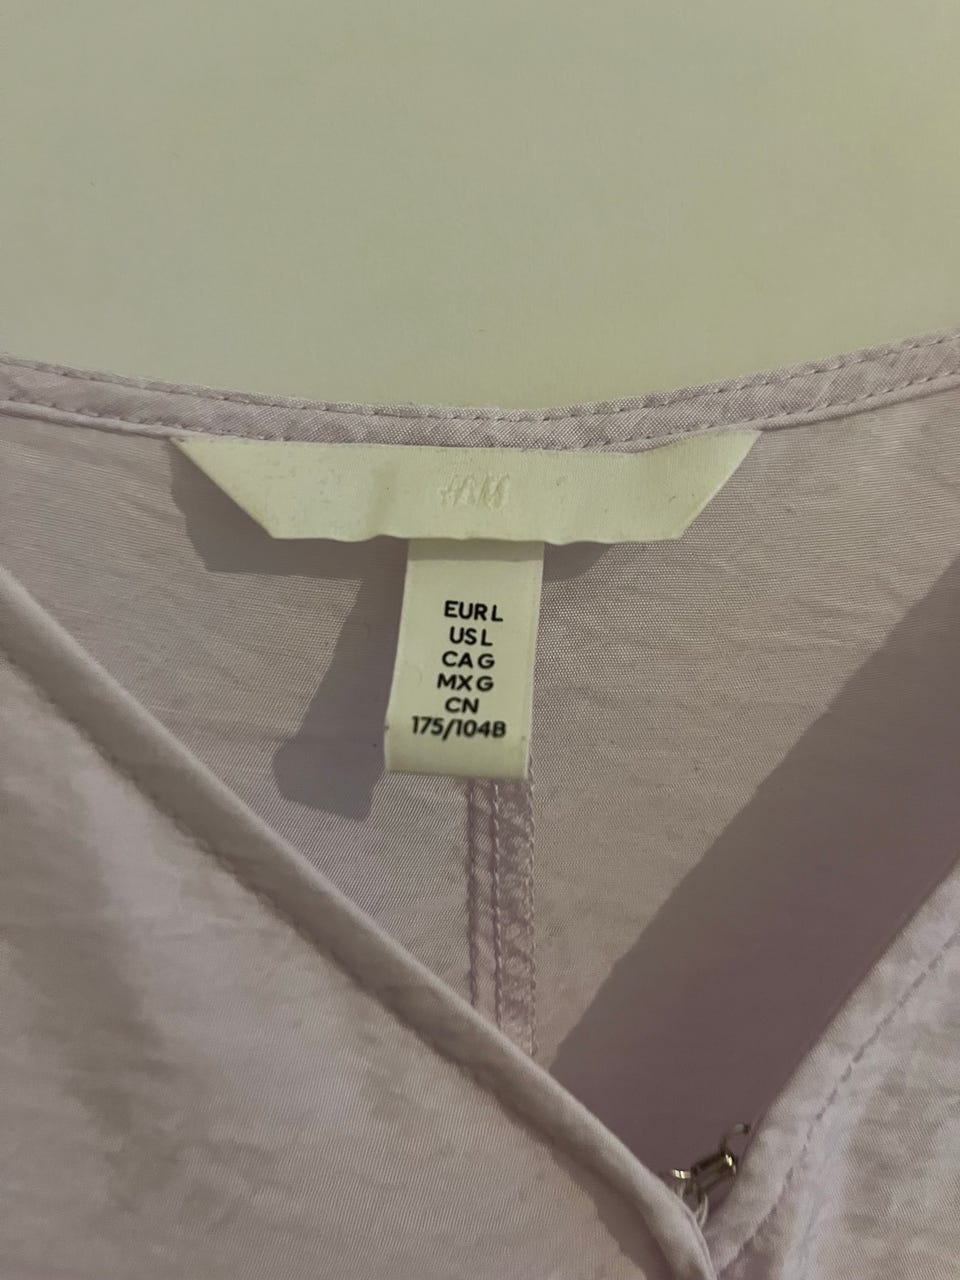 H&M
EUR L
US L
CA G
MX G
CN
175/104B